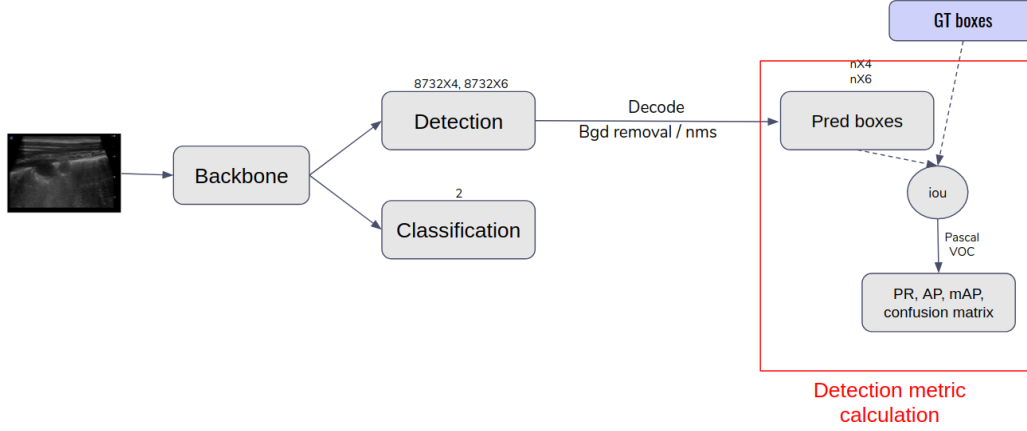 GT boxes
nX4
nX6
8732X4, 8732X6
Detection
Decode
Bgd removal / nms
Pred boxes
Backbone
iou
2
Classification
Pascal
VOC
PR, AP, mAP,
confusion matrix
Detection metric
calculation